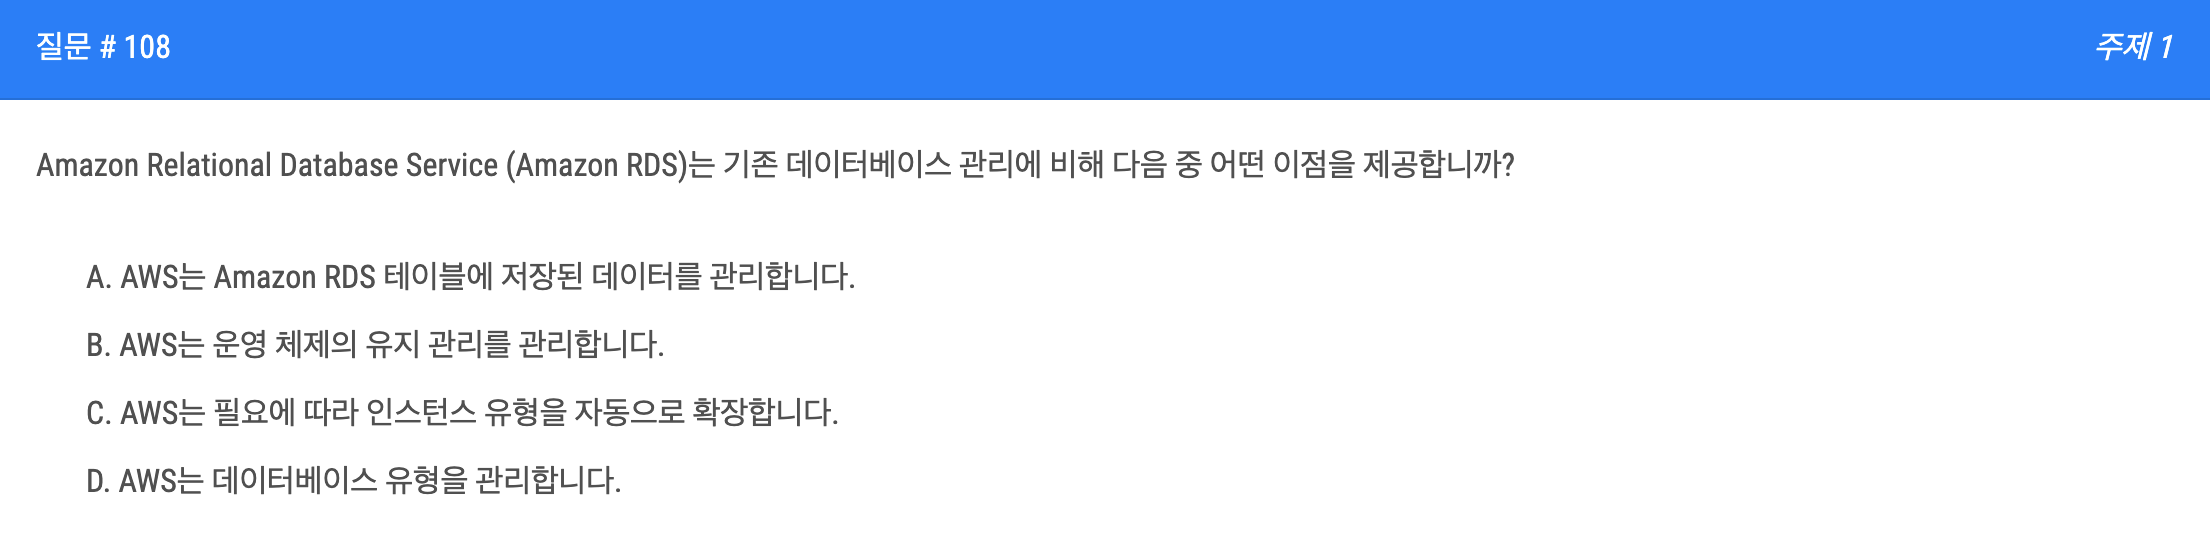 질문 # 108
주제 1
Amazon Relational Database Service (Amazon RDS)는 기존 데이터베이스 관리에 비해 다음 중 어떤 이점을 제공합니까?
A. AWS는 Amazon RDS 테이블에 저장된 데이터를 관리합니다.
B. AWS는 운영 체제의 유지 관리를 관리합니다.
C. AWS는 필요에 따라 인스턴스 유형을 자동으로 확장합니다.
D. AWS는 데이터베이스 유형을 관리합니다.